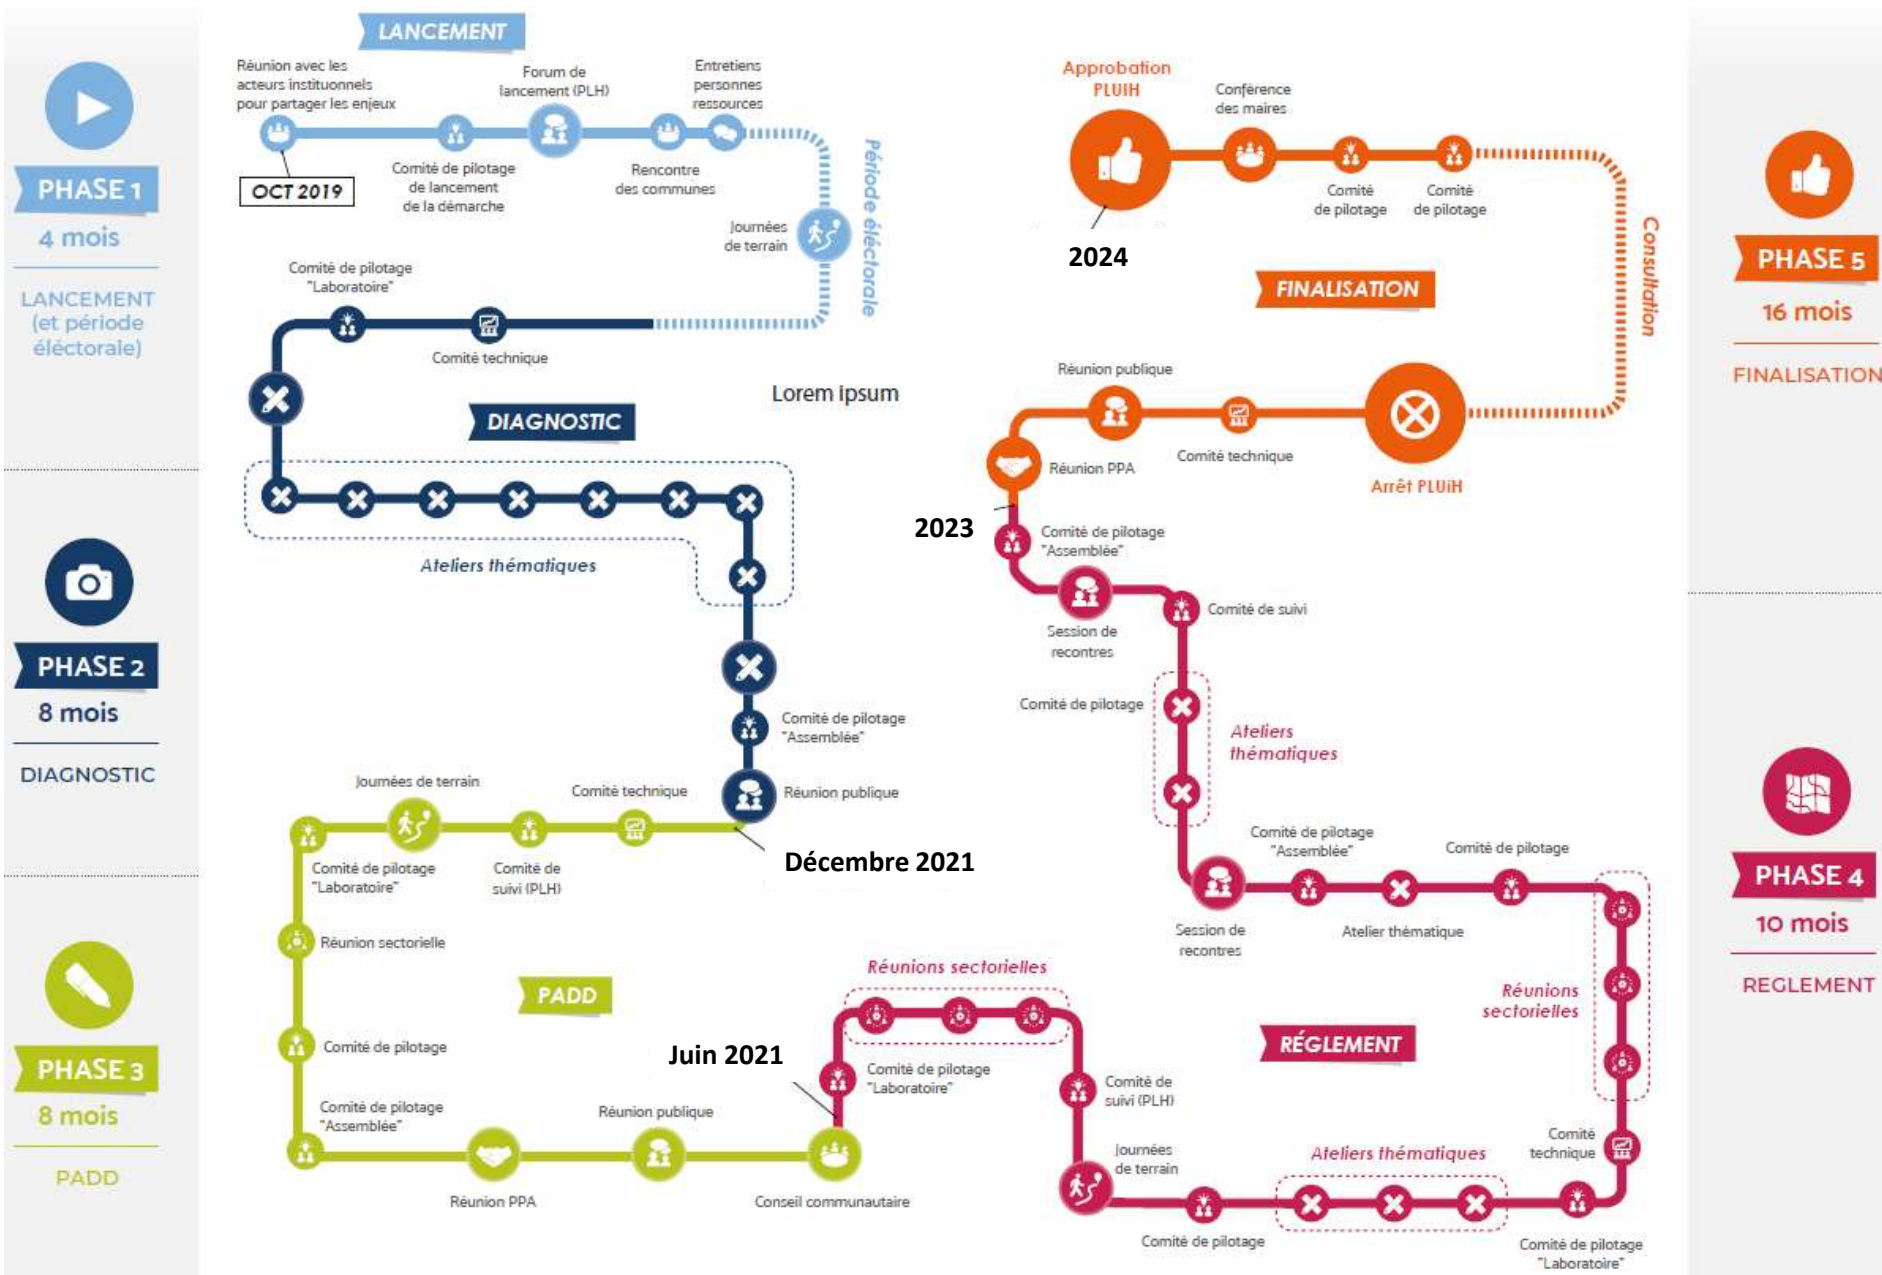 PHASE 1
4 mois
LANCEMENT
(et période
éléctorale)
PHASE 2
8 mois
DIAGNOSTIC
PHASE 3
8 mois
PADD
LANCEMENT
Réunion avec les
acteurs instituonnels
pour partager les enjeux
OCT 2019
Comité de pilotage
de lancement
de la démarche
Forum de
lancement (PLH)
Rencontre
des communes
Entretiens
personnes
ressources
Période éléctorale
Journées
de terrain
Comité de pilotage
"Laboratoire"
Comité technique
Lorem ipsum
DIAGNOSTIC
Ateliers thématiques
Comité de pilotage
"Assemblée"
Réunion publique
Décembre 2021
Comité technique
Comité de
suivi (PLH)
Journées de terrain
Comité de pilotage
"Laboratoire"
Réunion sectorielle
PADD
Comité de pilotage
Comité de pilotage
"Assemblée"
Réunion PPA
Réunion publique
Conseil communautaire
Juin 2021
Comité de pilotage
"Laboratoire"
Réunions sectorielles
Comité de
suivi (PLH)
Journées
de terrain
Comité de pilotage
Ateliers thématiques
Comité de pilotage
"Laboratoire"
Comité
technique
RÉGLEMENT
Réunions
sectorielles
Comité de pilotage
Atelier thématique
Comité de pilotage
"Assemblée"
Session de
recontres
Ateliers
thématiques
Comité de pilotage
Comité de suivi
Session de
recontres
Comité de pilotage
"Assemblée"
2023
Réunion PPA
Réunion publique
Comité technique
Arrêt PLUiH
FINALISATION
Consultation
Comité
de pilotage
Comité
de pilotage
Conférence
des maires
Approbation
PLUIH
2024
PHASE 5
16 mois
FINALISATION
PHASE 4
10 mois
REGLEMENT